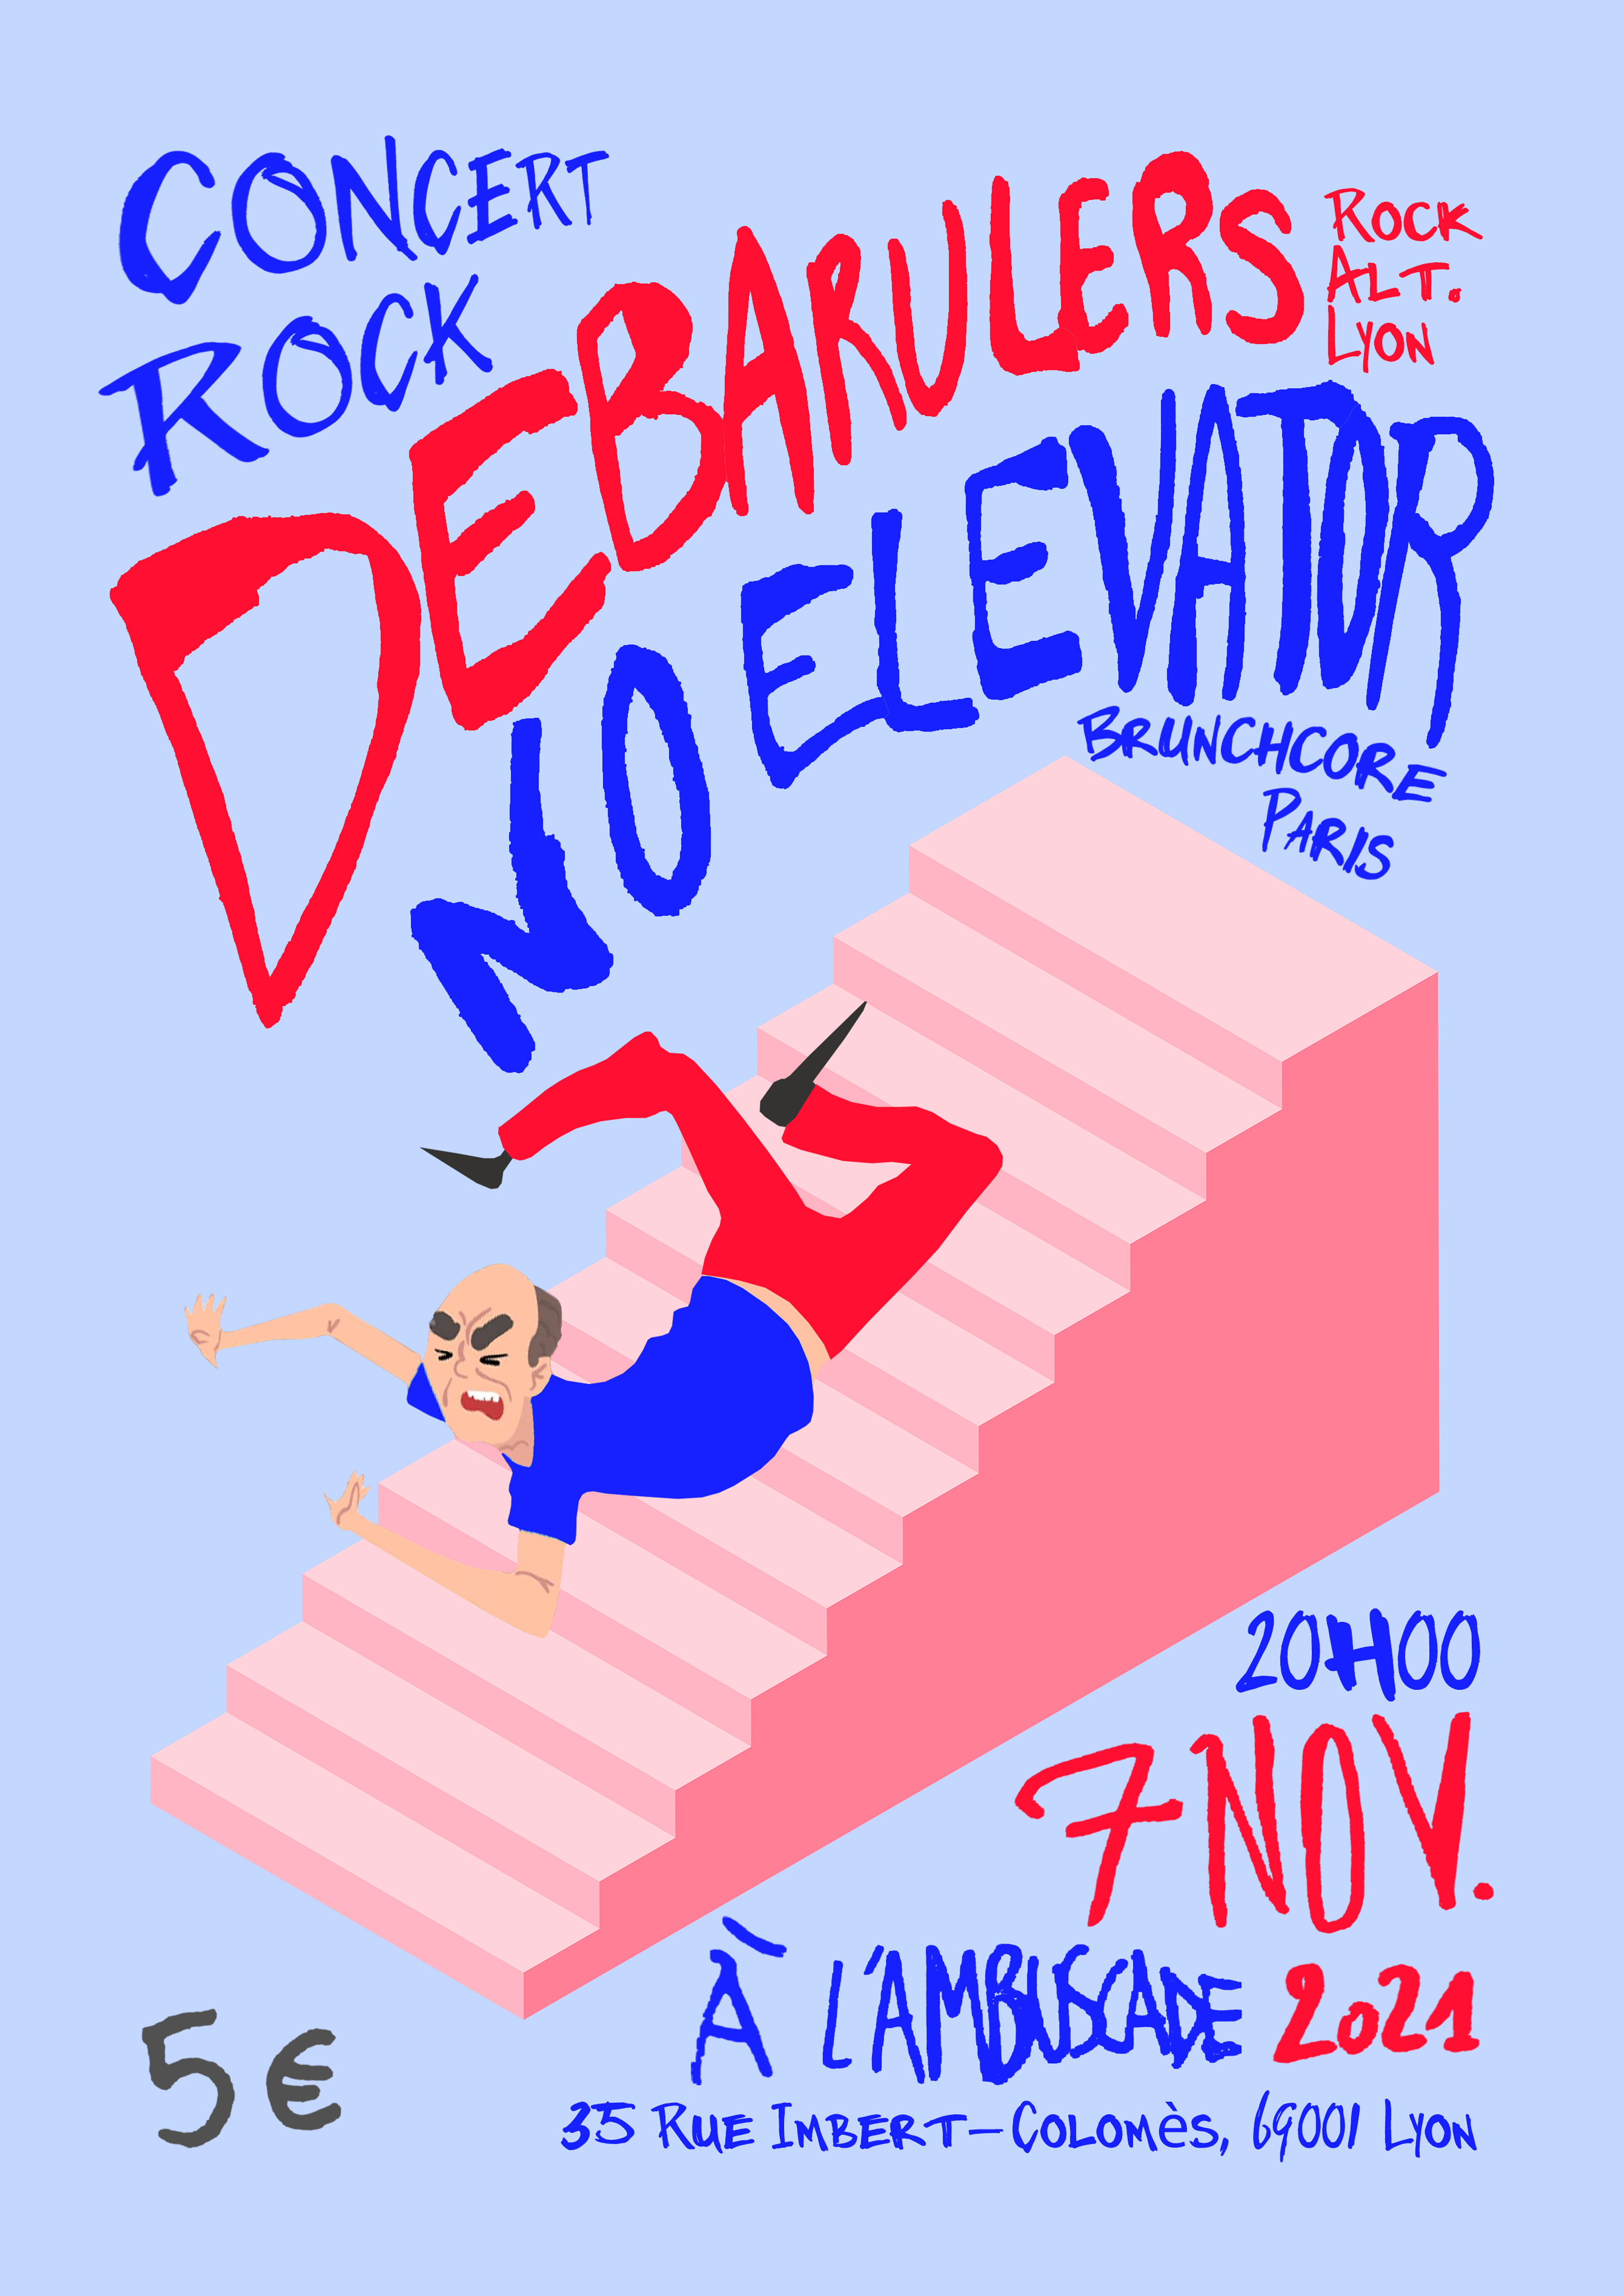 CONCERT
ROCK
DEBARULERS
ROCK
ALT.
LYON
NO ELEVATOR
BRUNCHCORE
PARIS
20H00
7 NOV.
À L'AMBUSCADE 2021
5 €
35 RUE IMBERT-COLOMÈS, 69001 LYON